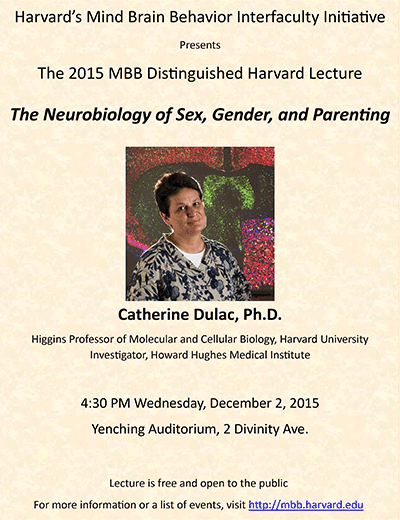 Harvard's Mind Brain Behavior Interfaculty Initiative
Presents
The 2015 MBB Distinguished Harvard Lecture
The Neurobiology of Sex, Gender, and Parenting
Catherine Dulac, Ph.D.
Higgins Professor of Molecular and Cellular Biology, Harvard University
Investigator, Howard Hughes Medical Institute
4:30 PM Wednesday, December 2, 2015
Yenching Auditorium, 2 Divinity Ave.
Lecture is free and open to the public
For more information or a list of events, visit http://mbb.harvard.edu